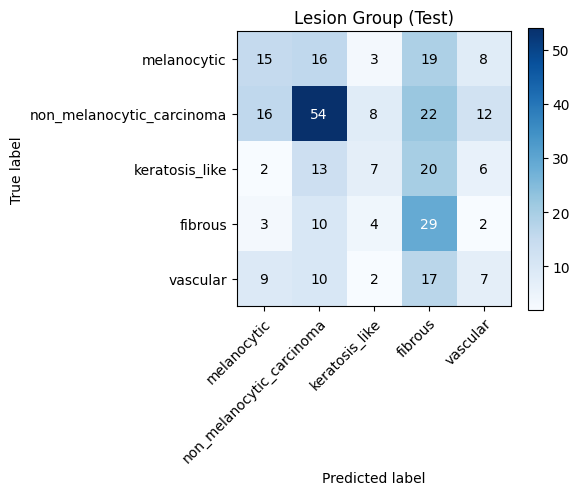 Lesion Group (Test)
True label
melanocytic 15 16 3 19 8
non_melanocytic_carcinoma 16 54 8 22 12
keratosis_like 2 13 7 20 6
fibrous 3 10 4 29 2
vascular 9 10 2 17 7
melanocytic
non_melanocytic_carcinoma
keratosis_like
fibrous
vascular
Predicted label
50
40
30
20
10